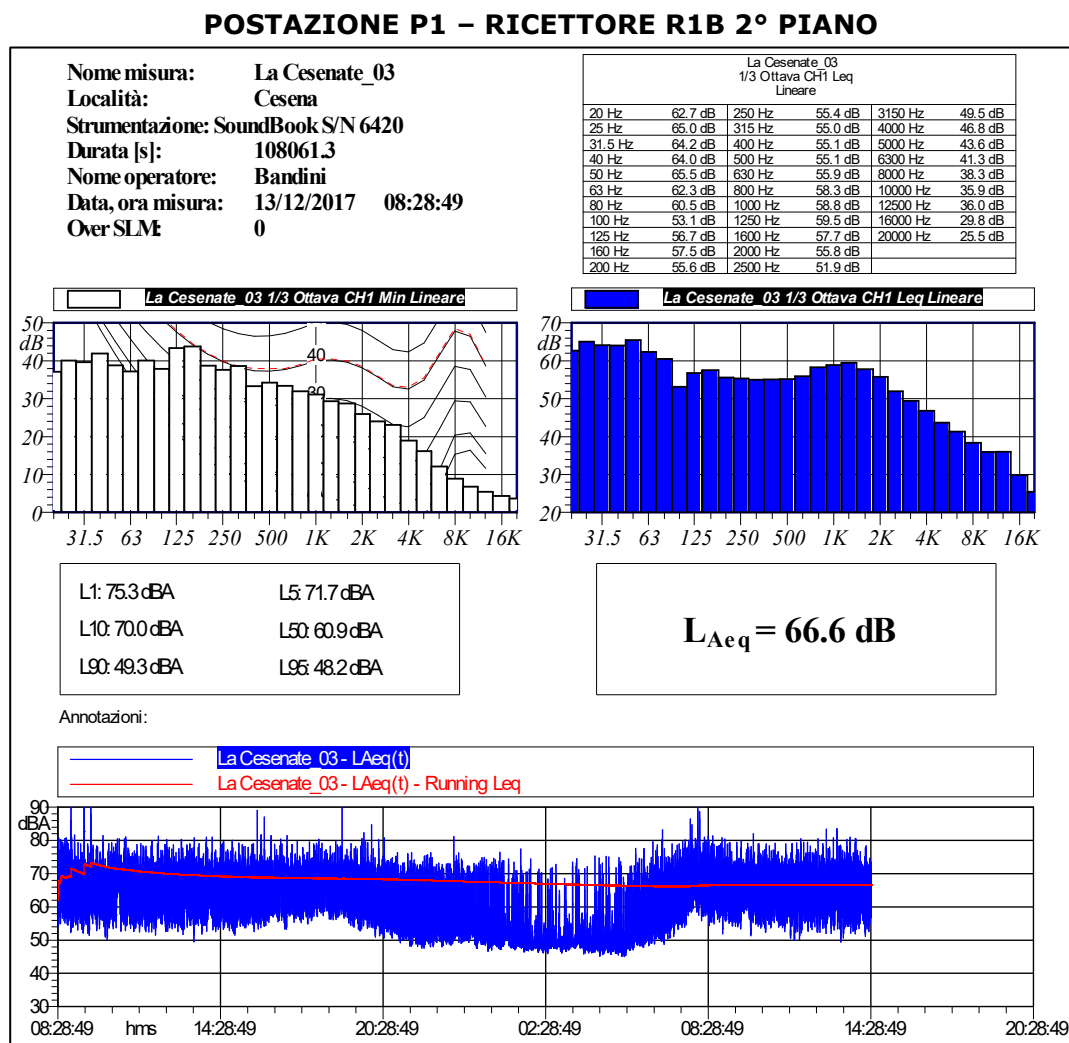 POSTAZIONE P1 – RICETTORE R1B 2° PIANO
Nome misura: La Cesenate_03
Località: Cesena
Strumentazione: SoundBook S/N 6420
Durata [s]: 108061.3
Nome operatore: Bandini
Data, ora misura: 13/12/2017 08:28:49
Over SLM: 0
La Cesenate_03
1/3 Ottava CH1 Leq
Lineare
20 Hz 62.7 dB 250 Hz 55.4 dB 3150 Hz 49.5 dB
25 Hz 65.0 dB 315 Hz 55.0 dB 4000 Hz 46.8 dB
31.5 Hz 64.2 dB 400 Hz 55.1 dB 5000 Hz 43.6 dB
40 Hz 64.0 dB 500 Hz 55.1 dB 6300 Hz 41.3 dB
50 Hz 65.5 dB 630 Hz 55.9 dB 8000 Hz 38.3 dB
63 Hz 62.3 dB 800 Hz 58.3 dB 10000 Hz 35.9 dB
80 Hz 60.5 dB 1000 Hz 58.8 dB 12500 Hz 36.0 dB
100 Hz 53.1 dB 1250 Hz 59.5 dB 16000 Hz 29.8 dB
125 Hz 56.7 dB 1600 Hz 57.7 dB 20000 Hz 25.5 dB
160 Hz 57.5 dB 2000 Hz 55.8 dB
200 Hz 55.6 dB 2500 Hz 51.9 dB
La Cesenate_03 1/3 Ottava CH1 Min Lineare
50
dB
40
30
20
10
0
40
20
31.5 63 125 250 500 1K 2K 4K 8K 16K
La Cesenate_03 1/3 Ottava CH1 Leq Lineare
70
dB
60
50
40
30
20
31.5 63 125 250 500 1K 2K 4K 8K 16K
L1: 75.3 dBA L5: 71.7 dBA
L10: 70.0 dBA L50: 60.9 dBA
L90: 49.3 dBA L95: 48.2 dBA
LAeq = 66.6 dB
Annotazioni:
La Cesenate_03 - LAeq(t)
La Cesenate_03 - LAeq(t) - Running Leq
90
dBA
80
70
60
50
40
30
08:28:49 hms 14:28:49 20:28:49 02:28:49 08:28:49 14:28:49 20:28:49